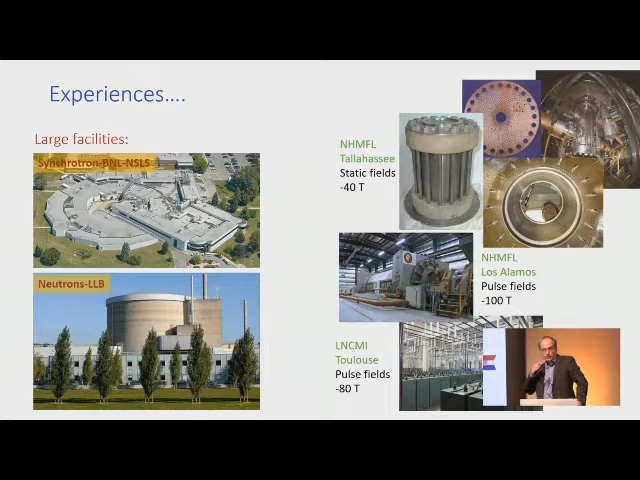 Experiences….
Large facilities:
Synchrotron-BNL-NSLS
Neutrons-LLB
NHMFL
Tallahassee
Static fields
-40 T
NHMFL
Los Alamos
Pulse fields
-100 T
LNCMI
Toulouse
Pulse fields
-80 T